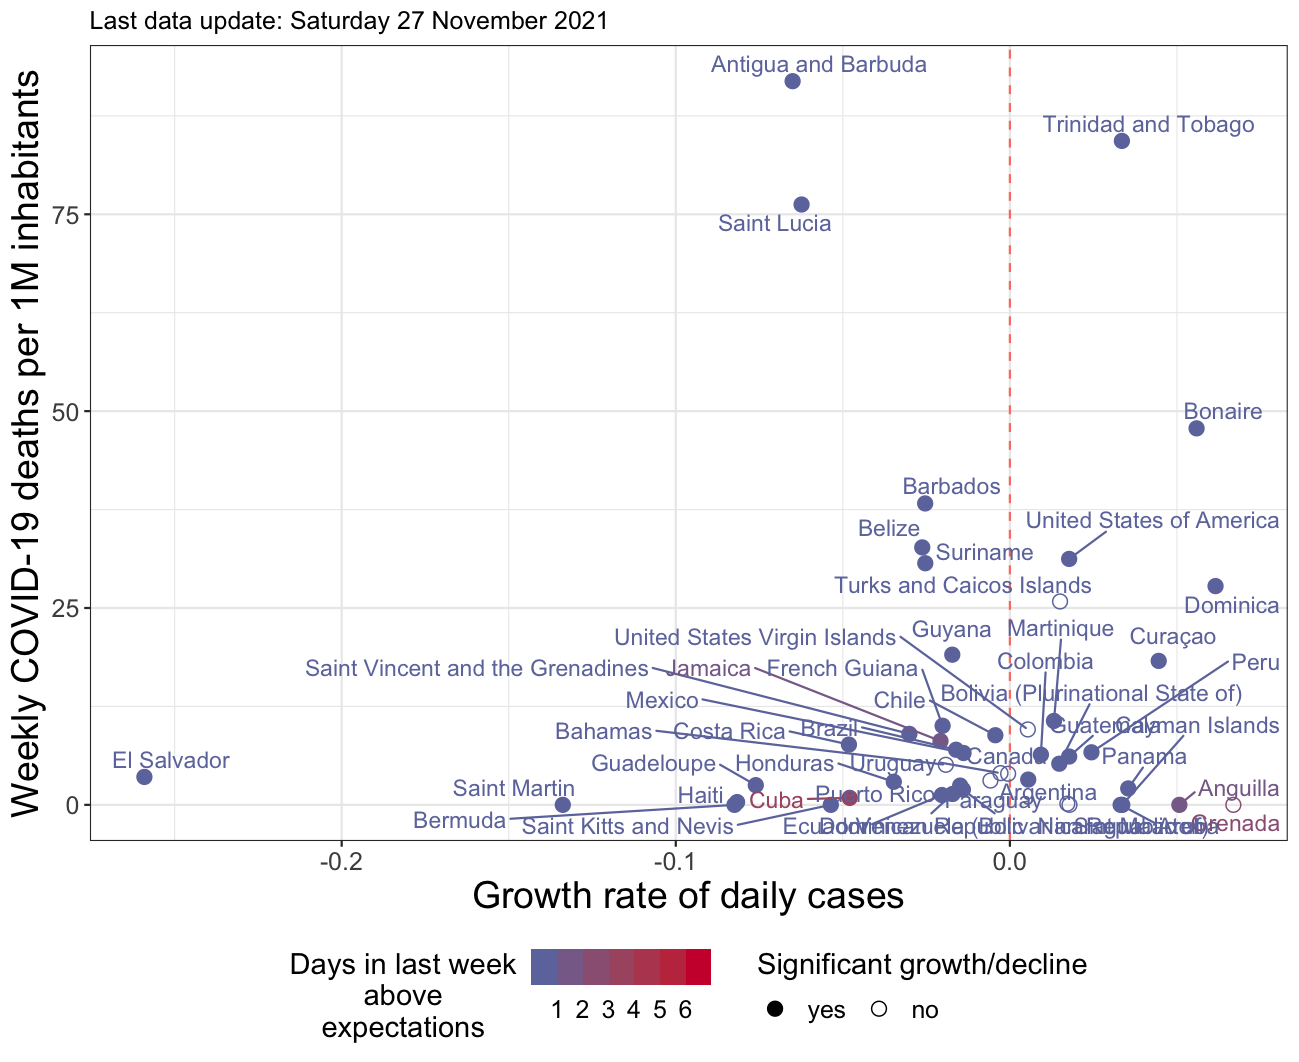 Last data update: Saturday 27 November 2021
Weekly COVID-19 deaths per 1M inhabitants
75
50
25
0
Antigua and Barbuda
Trinidad and Tobago
Saint Lucia
Bonaire
Barbados
United States of America
Belize
Suriname
Turks and Caicos Islands
Dominica
United States Virgin Islands
Guyana
Martinique
Curaçao
Saint Vincent and the Grenadines
Jamaica
French Guiana
Colombia
Peru
Mexico
Chile
Bolivia (Plurinational State of)
Bahamas
Costa Rica
Brazil
Guatemala
Cayman Islands
El Salvador
Guadeloupe
Honduras
Uruguay
Canada
Panama
Saint Martin
Haiti
Cuba
Puerto Rico
Paraguay
Argentina
Anguilla
Bermuda
Saint Kitts and Nevis
Ecuador
Dominican Republic
Grenada
-0.2
-0.1
0.0
Growth rate of daily cases
Days in last week
above
expectations
1 2 3 4 5 6
Significant growth/decline
yes
no